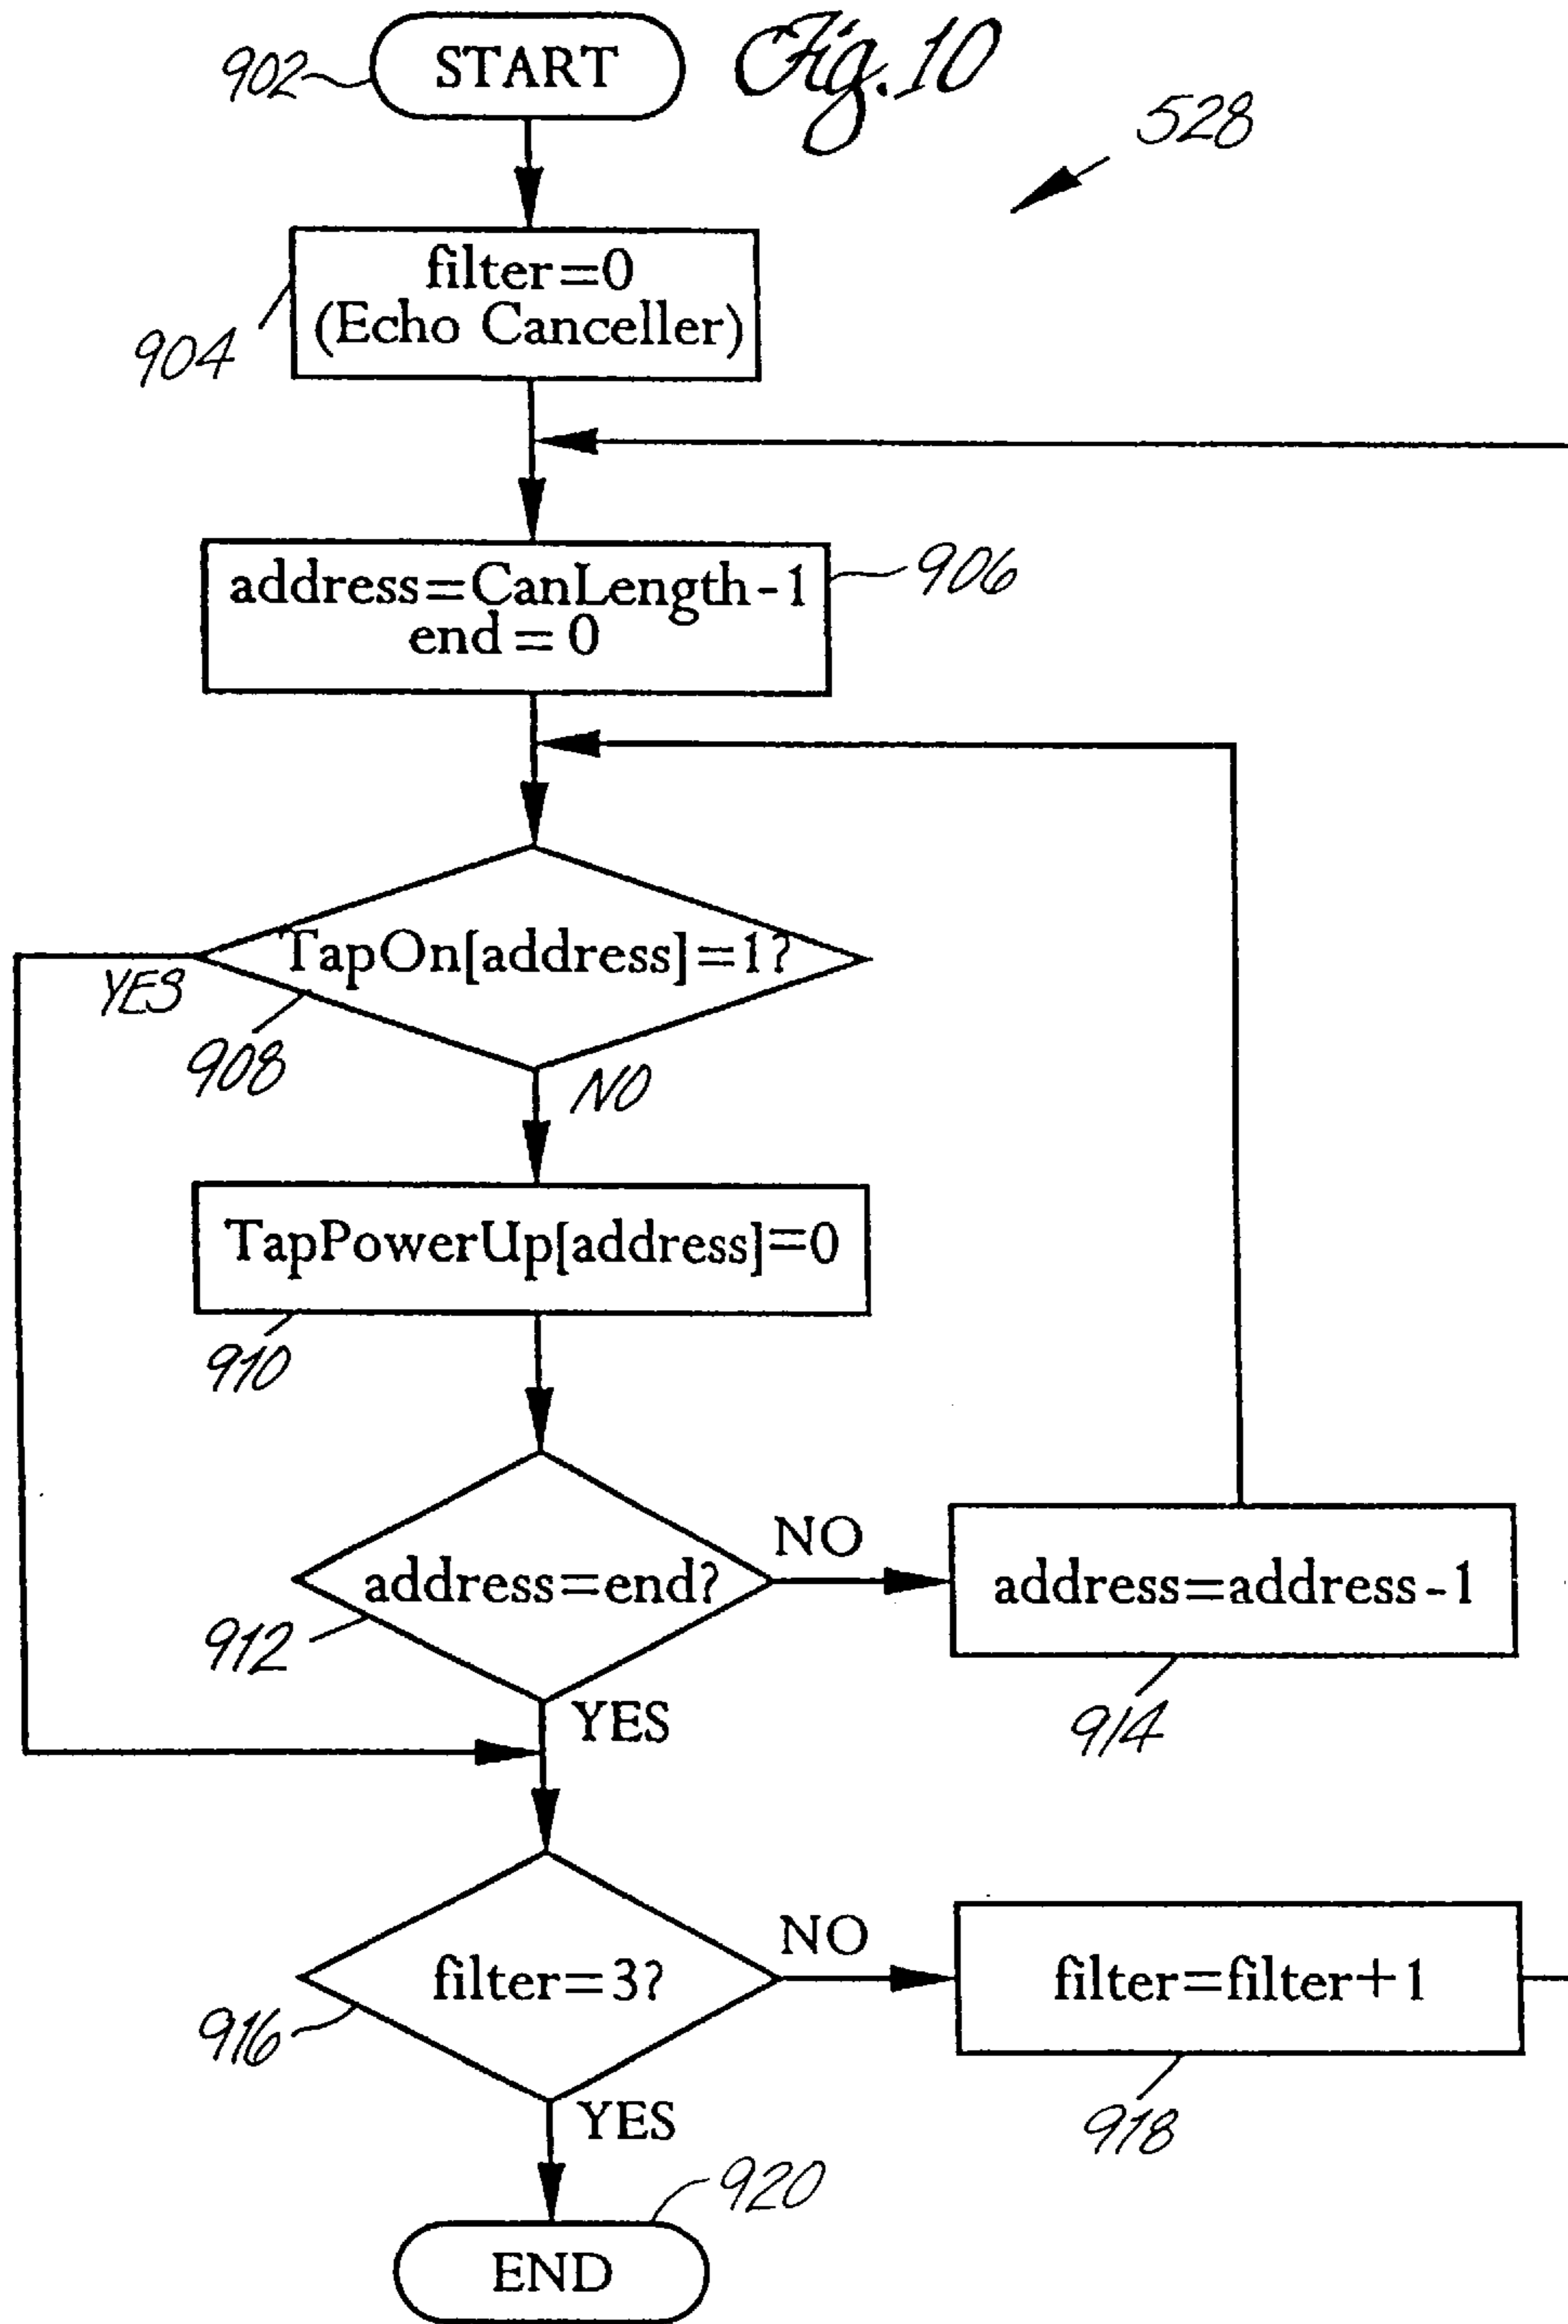 902
START
Fig. 10
528
filter=0
(Echo Canceller)
904
address=CanLength-1
end=0
906
TapOn[address]=1?
YES
908
NO
TapPowerUp[address]=0
910
address=end?
NO
address=address-1
912
YES
914
filter=3?
NO
filter=filter+1
916
YES
918
920
END